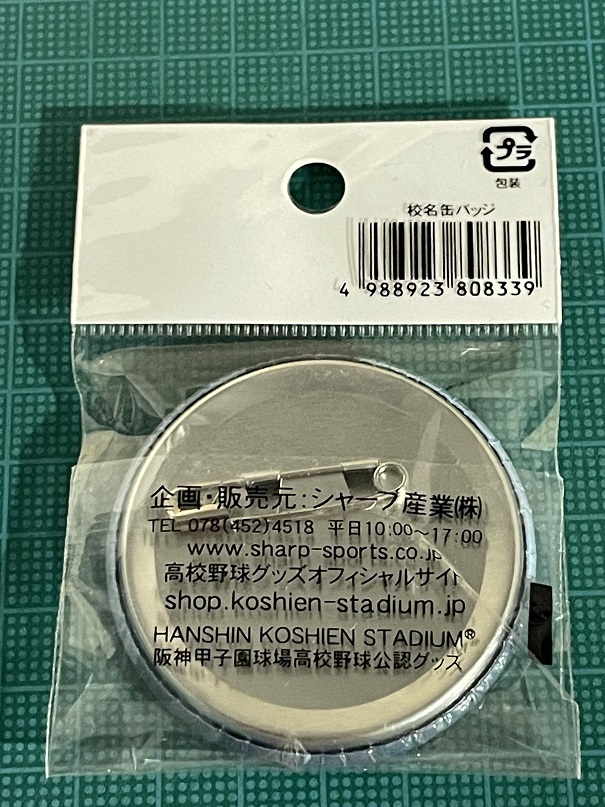 プラ
包装
校名缶バッジ
4 988923 808339
企画・販売元：シャープ産業㈱
TEL 078(452)4518 平日10:00~17:00
www.sharp-sports.co.jp
高校野球グッズオフィシャルサイト
shop.koshien-stadium.jp
HANSHIN KOSHIEN STADIUM®
阪神甲子園球場高校野球公認グッズ